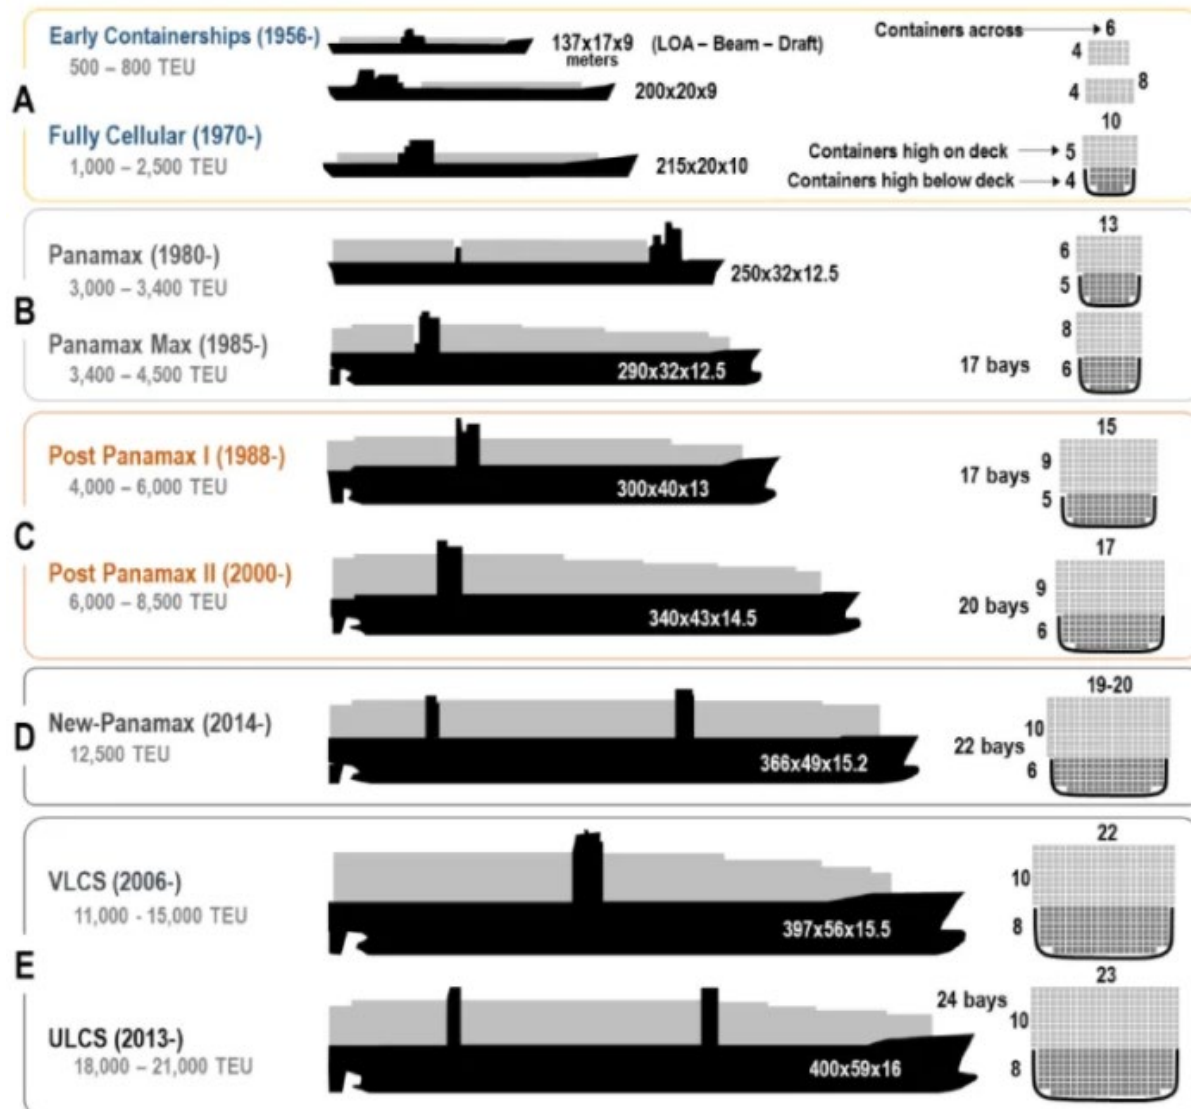 A
Early Containerships (1956-)
500 – 800 TEU
137x17x9
meters
(LOA – Beam – Draft)
200x20x9
Containers across
6
4
4
8
Fully Cellular (1970-)
1,000 – 2,500 TEU
215x20x10
10
Containers high on deck
5
Containers high below deck
4
B
Panamax (1980-)
3,000 – 3,400 TEU
250x32x12.5
13
6
5
Panamax Max (1985-)
3,400 – 4,500 TEU
290x32x12.5
17 bays
8
6
C
Post Panamax I (1988-)
4,000 – 6,000 TEU
300x40x13
17 bays
15
9
5
Post Panamax II (2000-)
6,000 – 8,500 TEU
340x43x14.5
20 bays
17
9
6
D
New-Panamax (2014-)
12,500 TEU
366x49x15.2
22 bays
19-20
10
6
E
VLCS (2006-)
11,000 - 15,000 TEU
397x56x15.5
22
10
8
ULCS (2013-)
18,000 – 21,000 TEU
400x59x16
24 bays
23
10
8